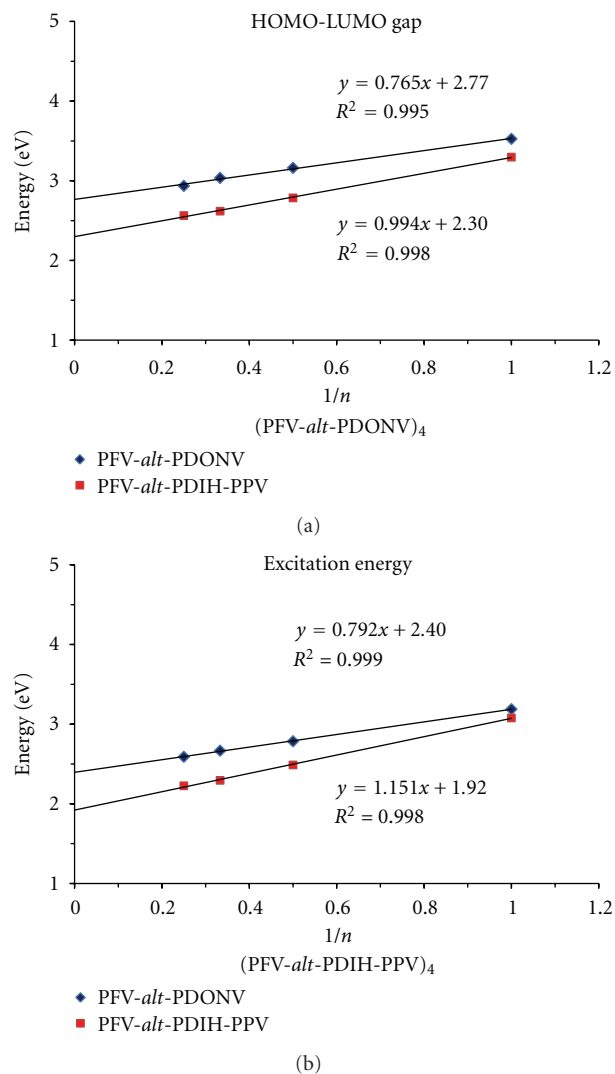 HOMO-LUMO gap
5
4
3
2
1
Energy (eV)
y = 0.765x + 2.77
R² = 0.995
y = 0.994x + 2.30
R² = 0.998
0 0.2 0.4 0.6 0.8 1 1.2
1/n
(PFV-alt-PDONV)₄
PFV-alt-PDONV
PFV-alt-PDIH-PPV
(a)
Excitation energy
5
4
3
2
1
Energy (eV)
y = 0.792x + 2.40
R² = 0.999
y = 1.151x + 1.92
R² = 0.998
0 0.2 0.4 0.6 0.8 1 1.2
1/n
(PFV-alt-PDIH-PPV)₄
PFV-alt-PDONV
PFV-alt-PDIH-PPV
(b)